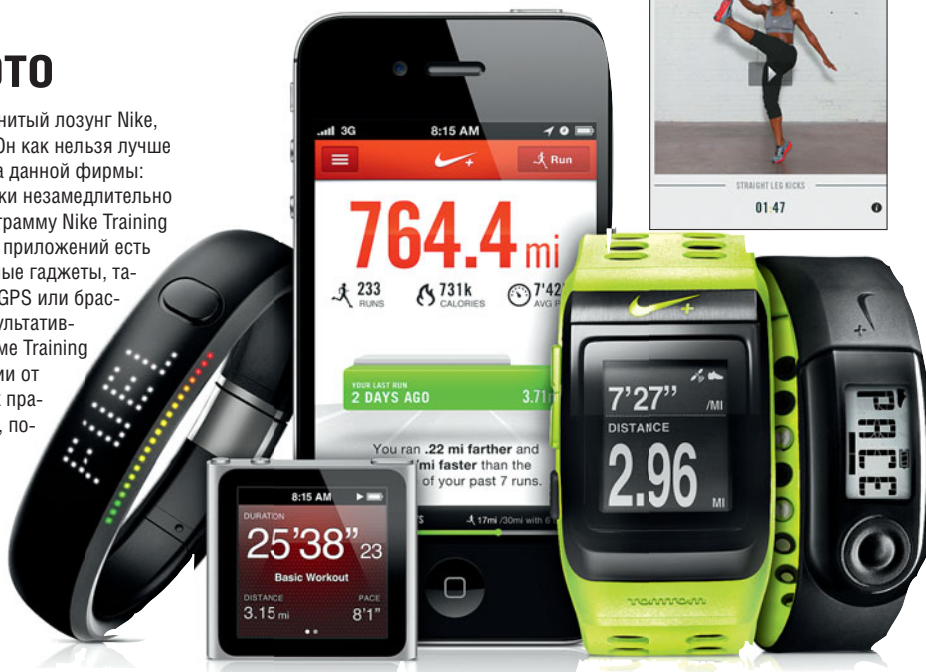 нитый лозунг Nike,
Он как нельзя лучше
данной фирмы:
ки незамедлительно
грамму Nike Training
приложений есть
ые гаджеты, та-
GPS или брас-
ультатив-
ме Training
ии от
пра-
, по-
FUEL
3G 8:15 AM
+ Run
764.4 mi
233 RUNS
731k CALORIES
7'42
AVG
YOUR LAST RUN
2 DAYS AGO 3.71
You ran .22 mi farther and
mi faster than the
of your past 7 runs.
17mi /30mi with 6
8:15 AM
DURATION
25'38" 23
Basic Workout
DISTANCE PACE
3.15 mi 8'1"
STRAIGHT LEG KICKS
01:47
7'27" /MI
DISTANCE
2.96 MI
TOMTOM
PACE